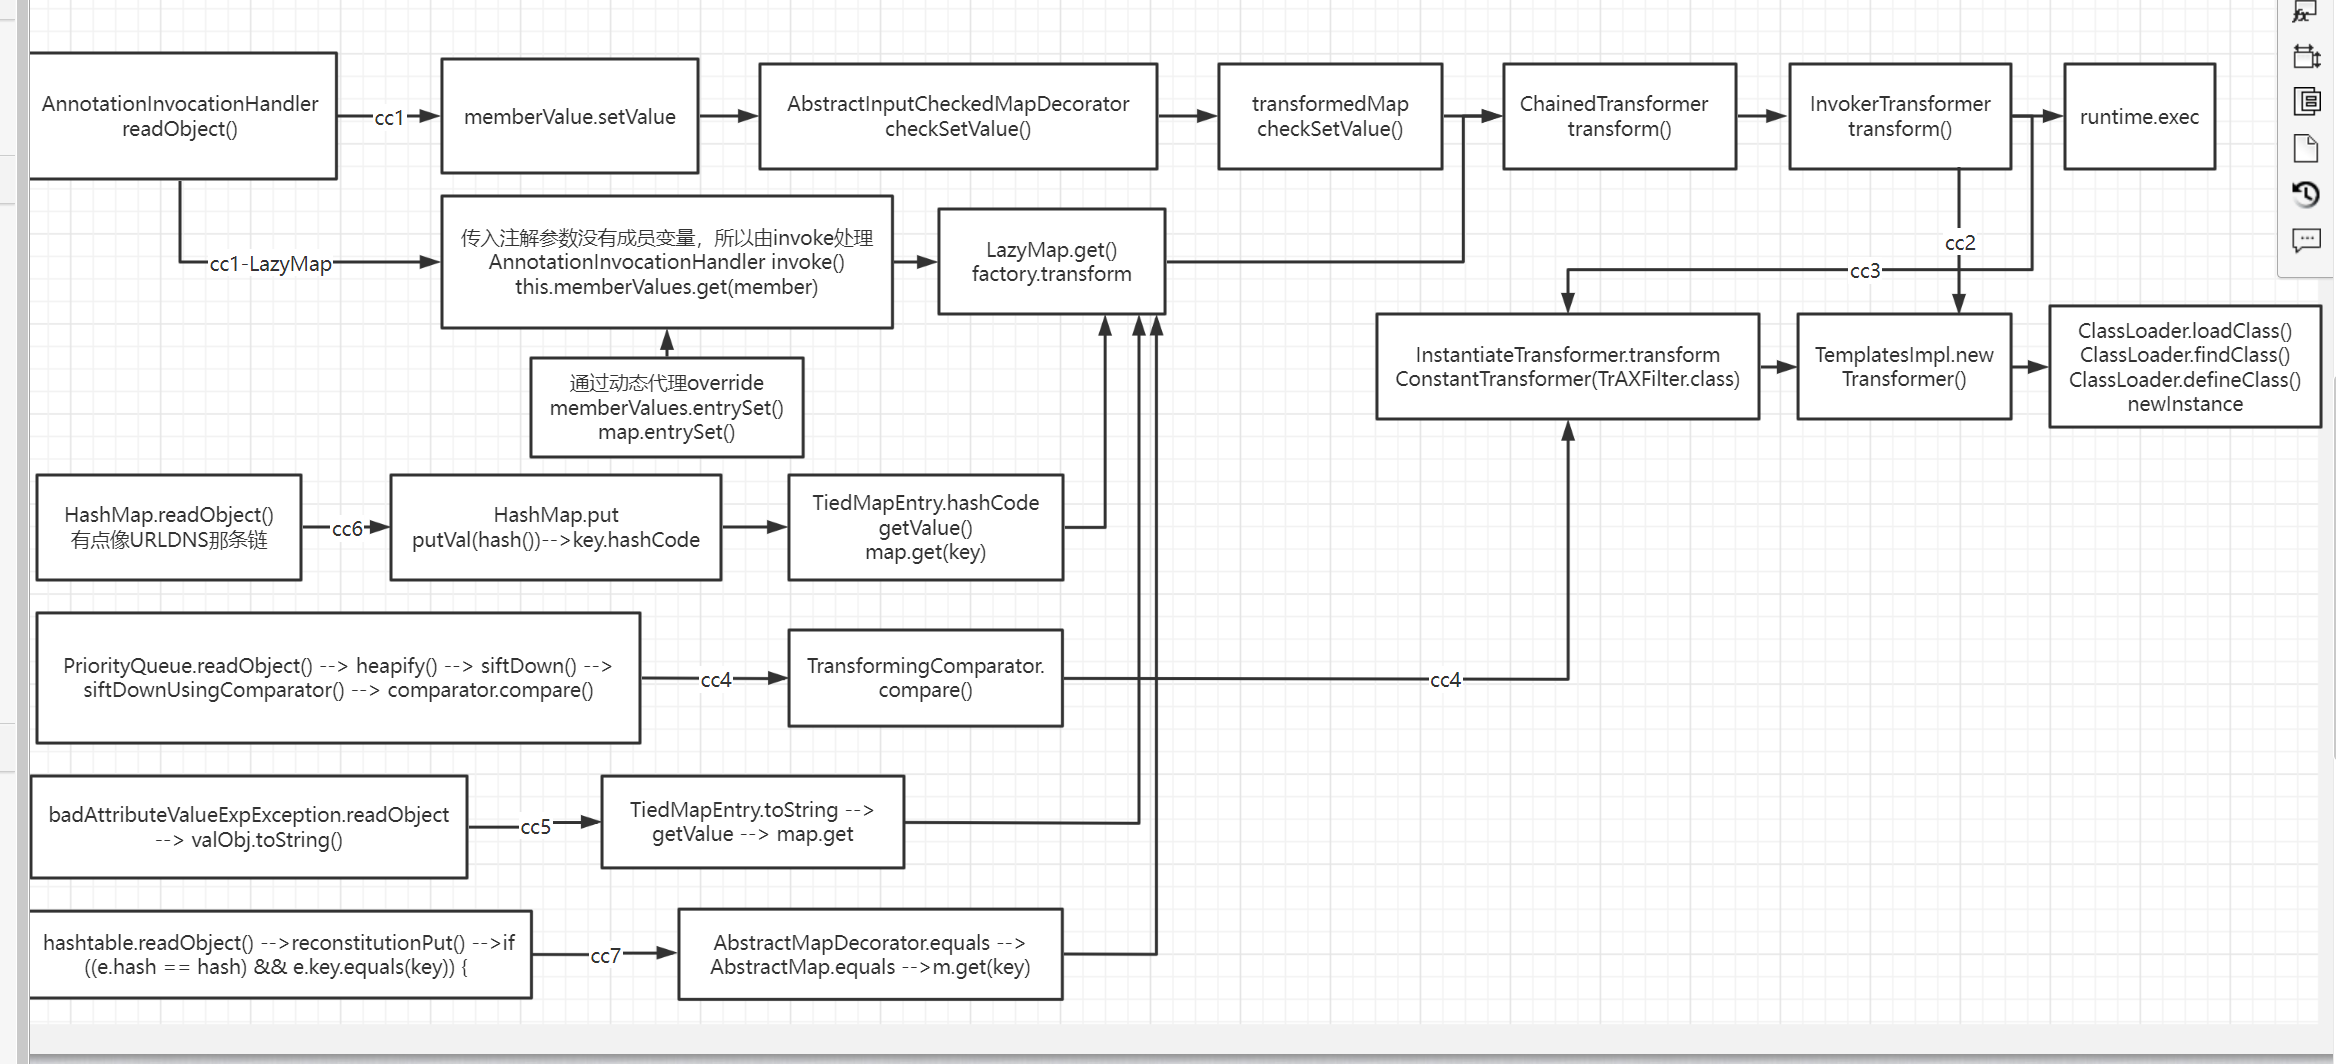 AnnotationInvocationHandler
readObject()
cc1
memberValue.setValue
AbstractInputCheckedMapDecorator
checkSetValue()
transformedMap
checkSetValue()
ChainedTransformer
transform()
InvokerTransformer
transform()
runtime.exec
cc1-LazyMap
传入注解参数没有成员变量，所以由invoke处理
AnnotationInvocationHandler invoke()
this.memberValues.get(member)
LazyMap.get()
factory.transform
cc2
cc3
通过动态代理override
memberValues.entrySet()
map.entrySet()
InstantiateTransformer.transform
ConstantTransformer(TrAXFilter.class)
TemplatesImpl.new
Transformer()
ClassLoader.loadClass()
ClassLoader.findClass()
ClassLoader.defineClass()
newInstance
HashMap.readObject()
有点像URLDNS那条链
cc6
HashMap.put
putVal(hash())-->key.hashCode
TiedMapEntry.hashCode
getValue()
map.get(key)
PriorityQueue.readObject() --> heapify() --> siftDown() -->
siftDownUsingComparator() --> comparator.compare()
cc4
TransformingComparator.
compare()
cc4
badAttributeValueExpException.readObject
--> valObj.toString()
cc5
TiedMapEntry.toString -->
getValue --> map.get
hashtable.readObject() -->reconstitutionPut() -->if
((e.hash == hash) && e.key.equals(key)) {
cc7
AbstractMapDecorator.equals -->
AbstractMap.equals -->m.get(key)